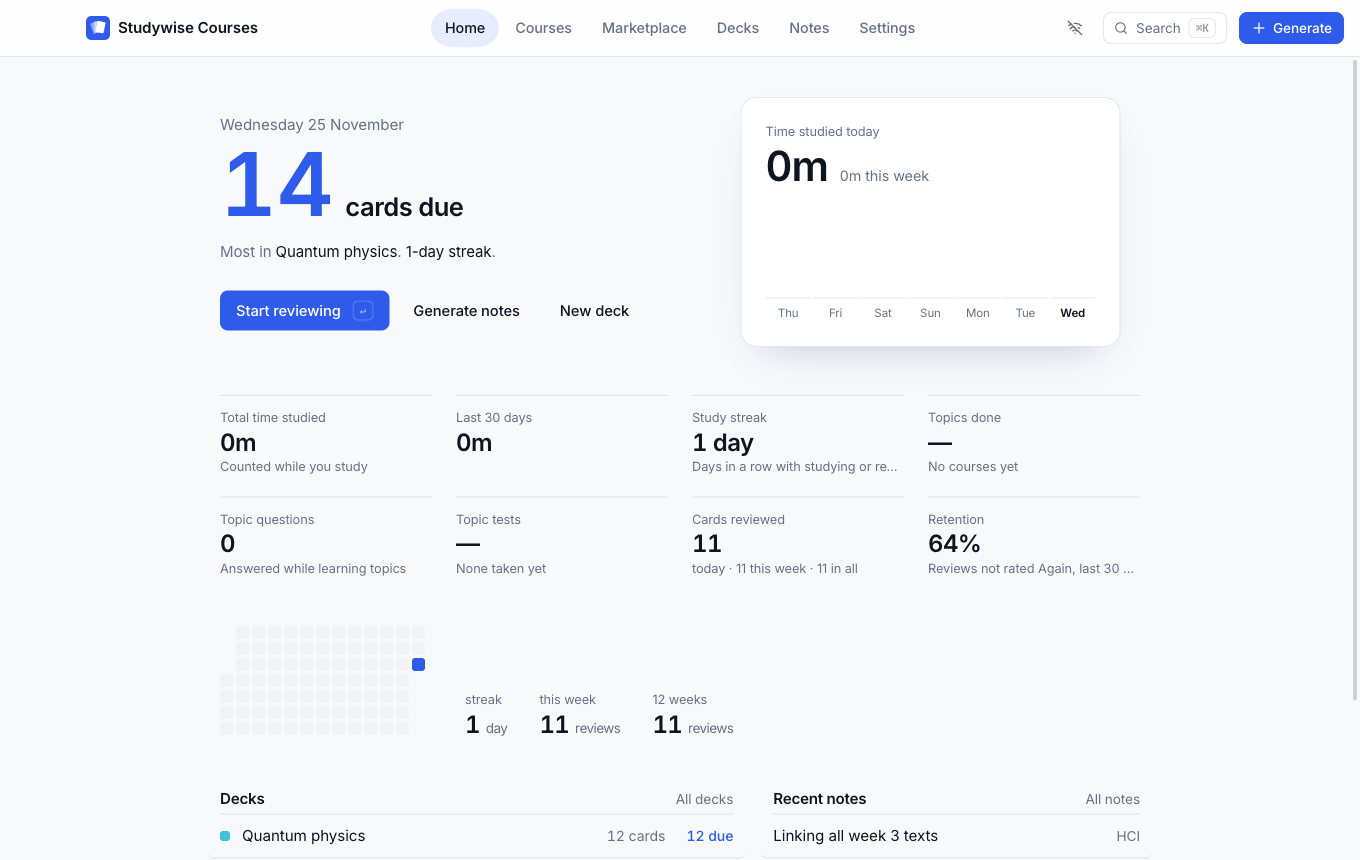 Studywise Courses
Home
Courses
Marketplace
Decks
Notes
Settings
Search ⌘K
Generate
Wednesday 25 November
14 cards due
Most in Quantum physics. 1-day streak.
Start reviewing ↵
Generate notes
New deck
Time studied today
0m 0m this week
Thu Fri Sat Sun Mon Tue Wed
Total time studied
0m
Counted while you study
Last 30 days
0m
Study streak
1 day
Days in a row with studying or re...
Topics done
—
No courses yet
Topic questions
0
Answered while learning topics
Topic tests
—
None taken yet
Cards reviewed
11
today · 11 this week · 11 in all
Retention
64%
Reviews not rated Again, last 30 ...
streak
1 day
this week
11 reviews
12 weeks
11 reviews
Decks
All decks
Quantum physics 12 cards 12 due
Recent notes
All notes
Linking all week 3 texts HCI